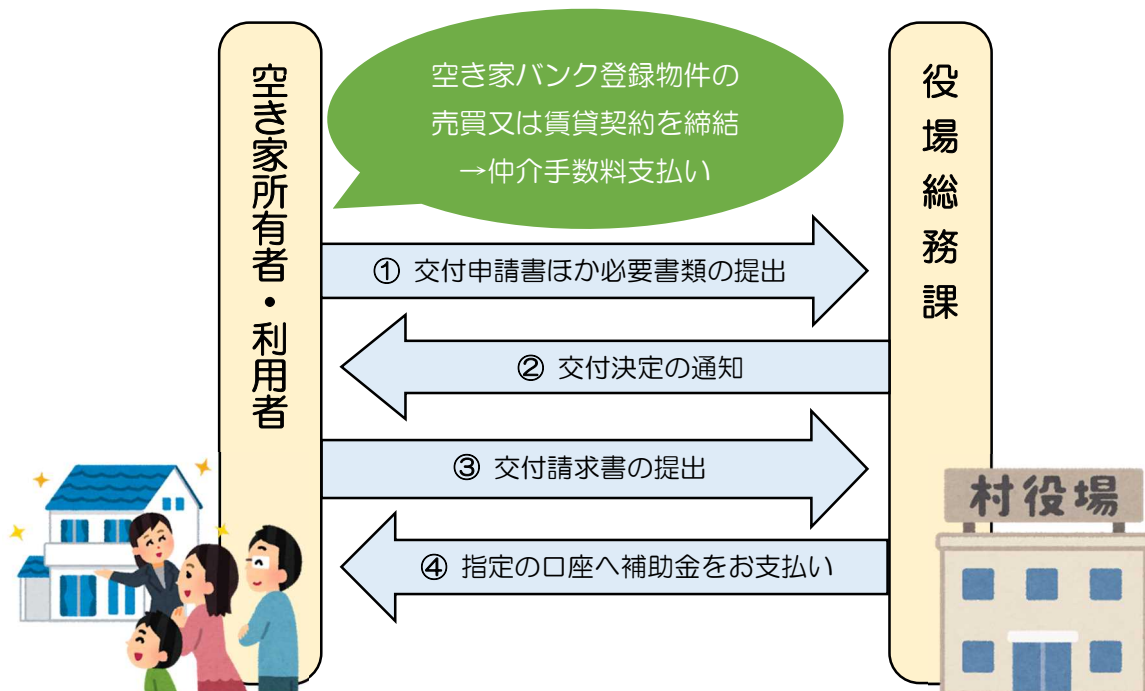 空き家所有者・利用者
空き家バンク登録物件の
売買又は賃貸契約を締結
→仲介手数料支払い
役場総務課
① 交付申請書ほか必要書類の提出
② 交付決定の通知
③ 交付請求書の提出
④ 指定の口座へ補助金をお支払い
村役場